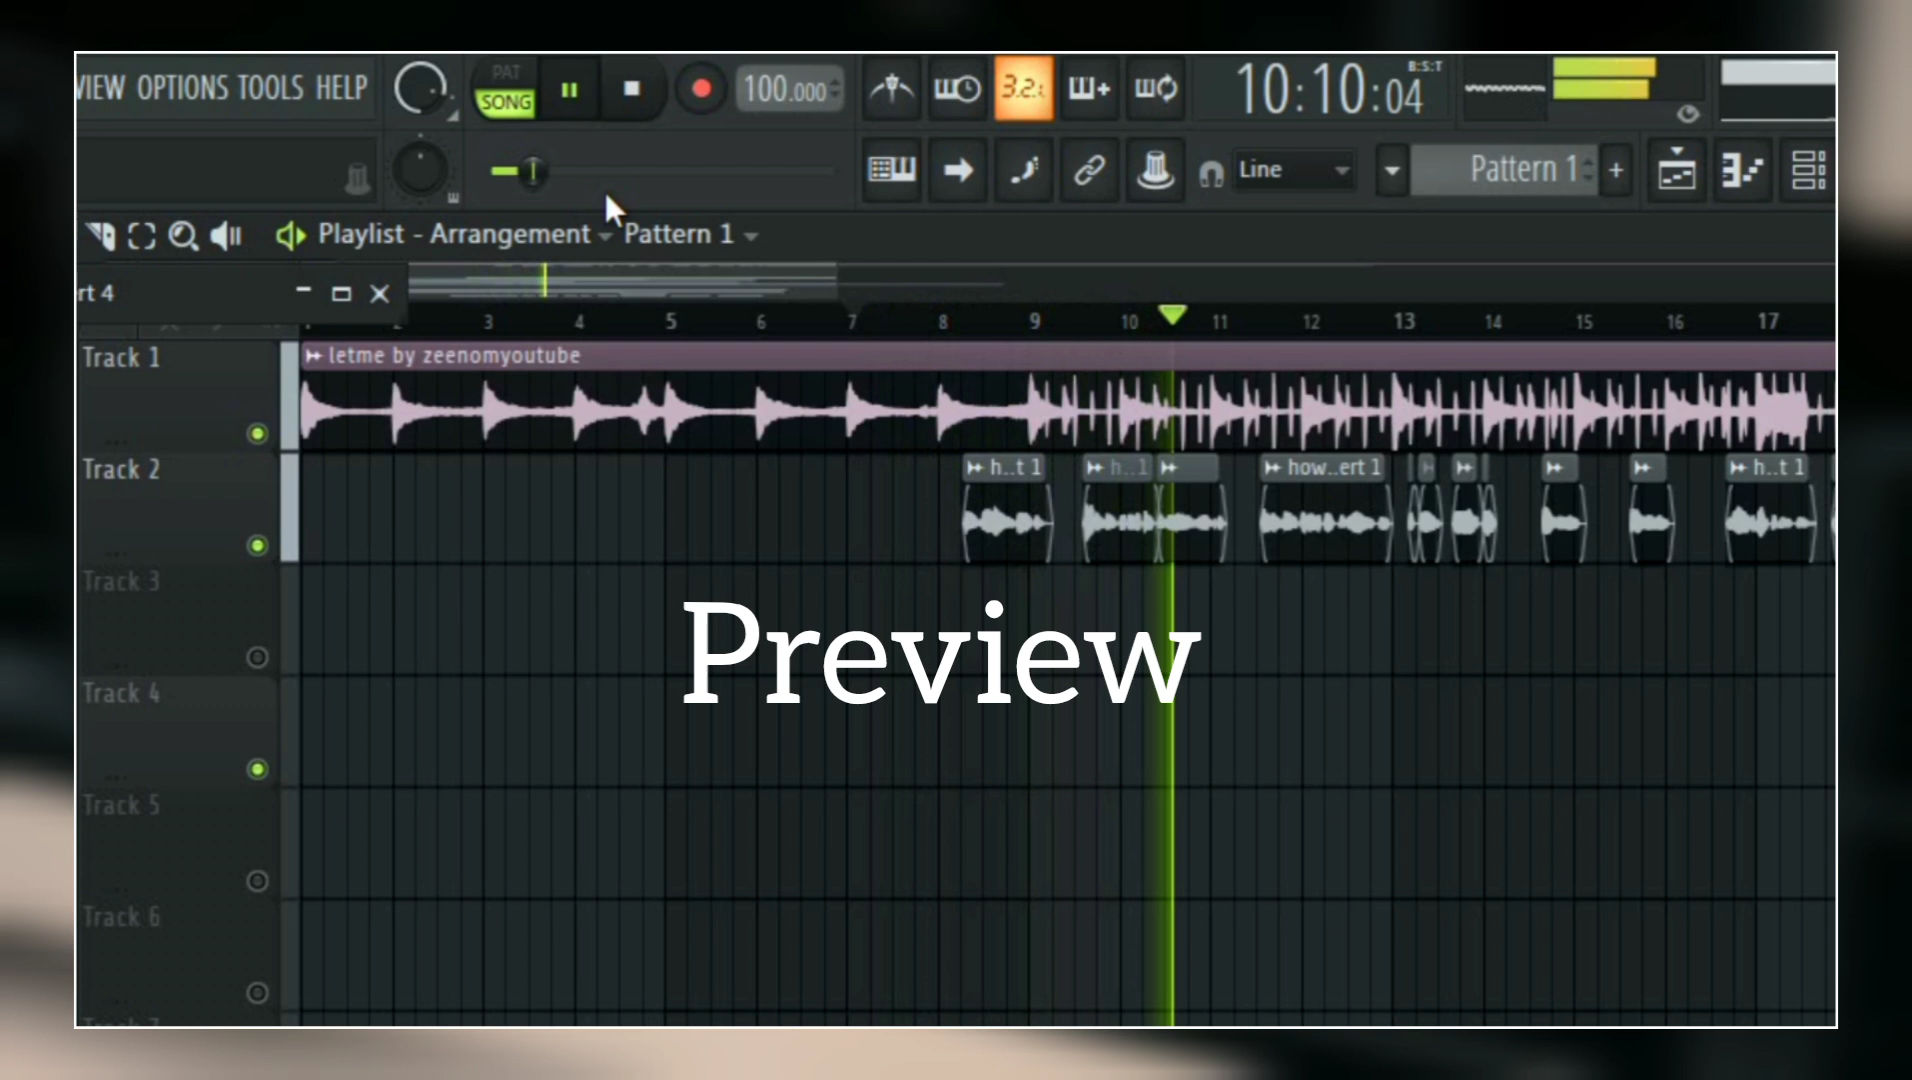 VIEW OPTIONS TOOLS HELP
PAT
SONG
100.000
3.2.
10:10:04
B:S:T
Line
Pattern 1
Playlist - Arrangement
Pattern 1
rt 4
2 3 4 5 6 7 8 9 10 11 12 13 14 15 16 17
Track 1
letme by zeenomyoutube
Track 2
h..t 1
h..1
how..ert 1
h..t 1
Track 3
Preview
Track 4
Track 5
Track 6